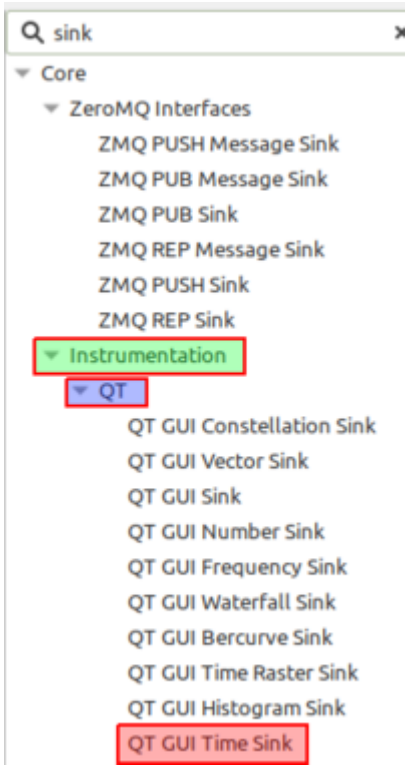 sink
Core
ZeroMQ Interfaces
ZMQ PUSH Message Sink
ZMQ PUB Message Sink
ZMQ PUB Sink
ZMQ REP Message Sink
ZMQ PUSH Sink
ZMQ REP Sink
Instrumentation
QT
QT GUI Constellation Sink
QT GUI Vector Sink
QT GUI Sink
QT GUI Number Sink
QT GUI Frequency Sink
QT GUI Waterfall Sink
QT GUI Bercurve Sink
QT GUI Time Raster Sink
QT GUI Histogram Sink
QT GUI Time Sink